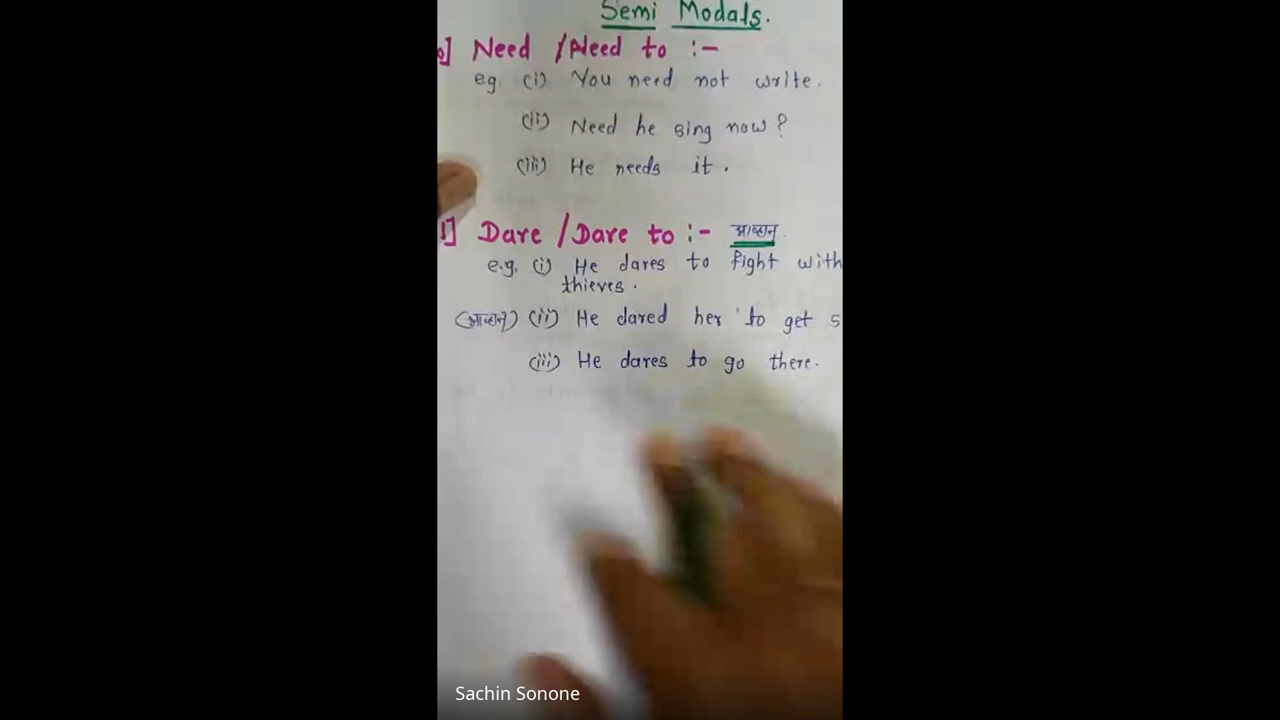 Semi Modals.
] Need / Need to :-
eg. (i) You need not write.
(ii) Need he sing now?
(iii) He needs it.
] Dare / Dare to :- आव्हान
e.g. (i) He dares to fight with
thieves.
(आव्हान) (ii) He dared her to get s
(iii) He dares to go there.
Sachin Sonone